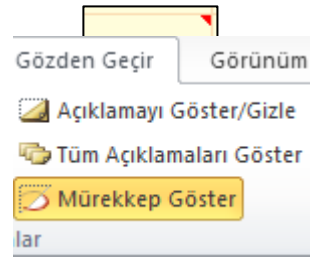 Gözden Geçir Görünüm
Açıklamayı Göster/Gizle
Tüm Açıklamaları Göster
Mürekkep Göster
lar